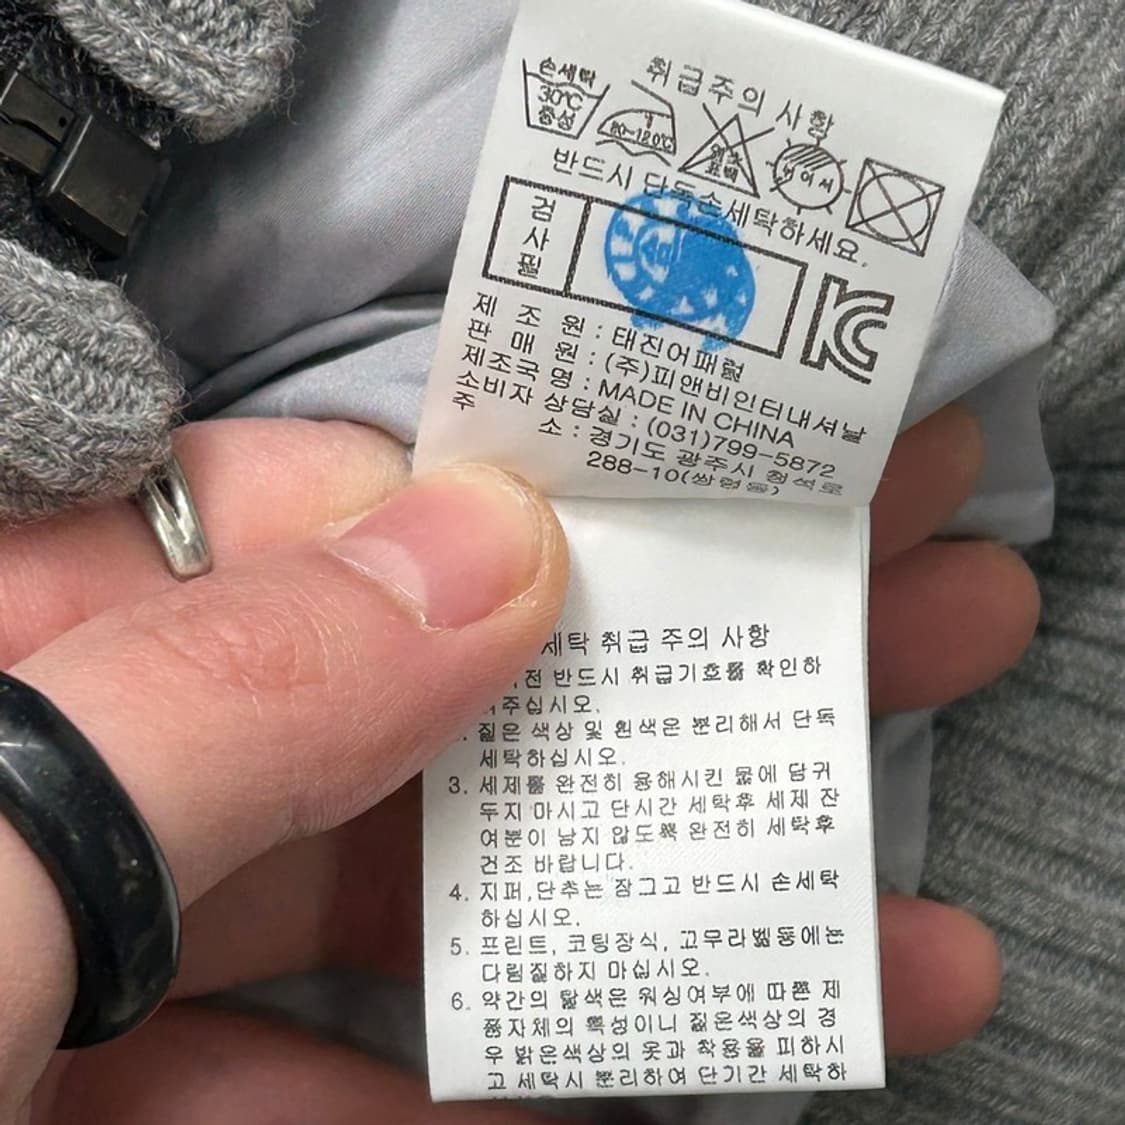 취급주의 사항
손세탁
30℃
중성
80-120℃
염소
표백
뉘어서
반드시 단독손세탁하세요.
검
사
필
제 조 원 : 태진어패럴
판 매 원 : (주)피앤비인터내셔날
제조국명 : MADE IN CHINA
소비자 상담실 : (031)799-5872
주 소 : 경기도 광주시 청석로
288-10(쌍령동)
세탁 취급 주의 사항
전 반드시 취급기호를 확인하
주십시오.
짙은 색상 및 흰색은 분리해서 단독
세탁하십시오.
3. 세제를 완전히 용해시킨 물에 담궈
두지 마시고 단시간 세탁후 세제 잔
여분이 남지 않도록 완전히 세탁후
건조 바랍니다.
4. 지퍼,단추는 잠그고 반드시 손세탁
하십시오.
5. 프린트, 코팅장식, 고무라벨등에는
다림질하지 마십시오.
6. 약간의 탈색은 워싱여부에 따른 제
품자체의 특성이니 짙은색상의 경
우 밝은색상의 옷과 착용을 피하시
고 세탁시 분리하여 단기간 세탁하